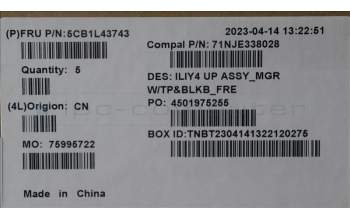 2023-04-14 13:22:51
(P)FRU P/N:5CB1L43743
Compal P/N: 71NJE338028
Quantity: 5
DES: ILIY4 UP ASSY_MGR
W/TP&BLKB_FRE
(4L)Origion: CN
PO: 4501975255
BOX ID:TNBT2304141322120275
MO: 75995722
Made in China